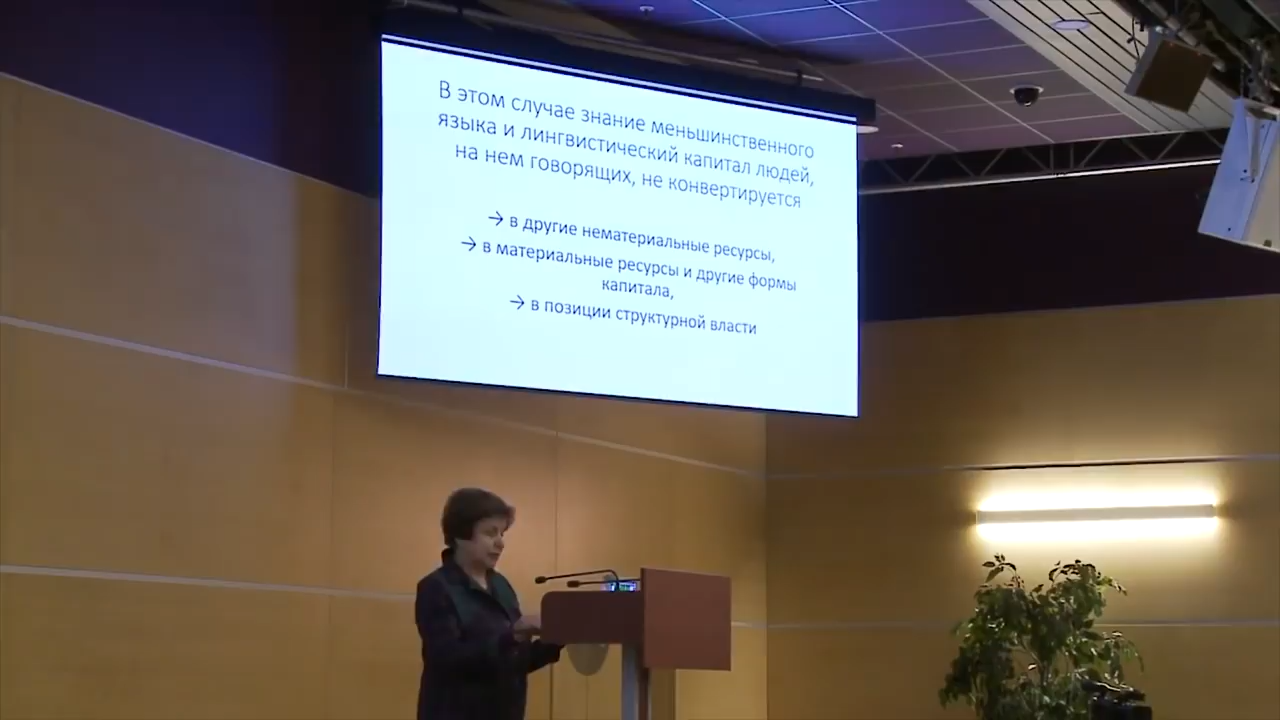 В этом случае знание меньшинственного
языка и лингвистический капитал людей,
на нем говорящих, не конвертируется
→ в другие нематериальные ресурсы,
→ в материальные ресурсы и другие формы
капитала,
→ в позиции структурной власти